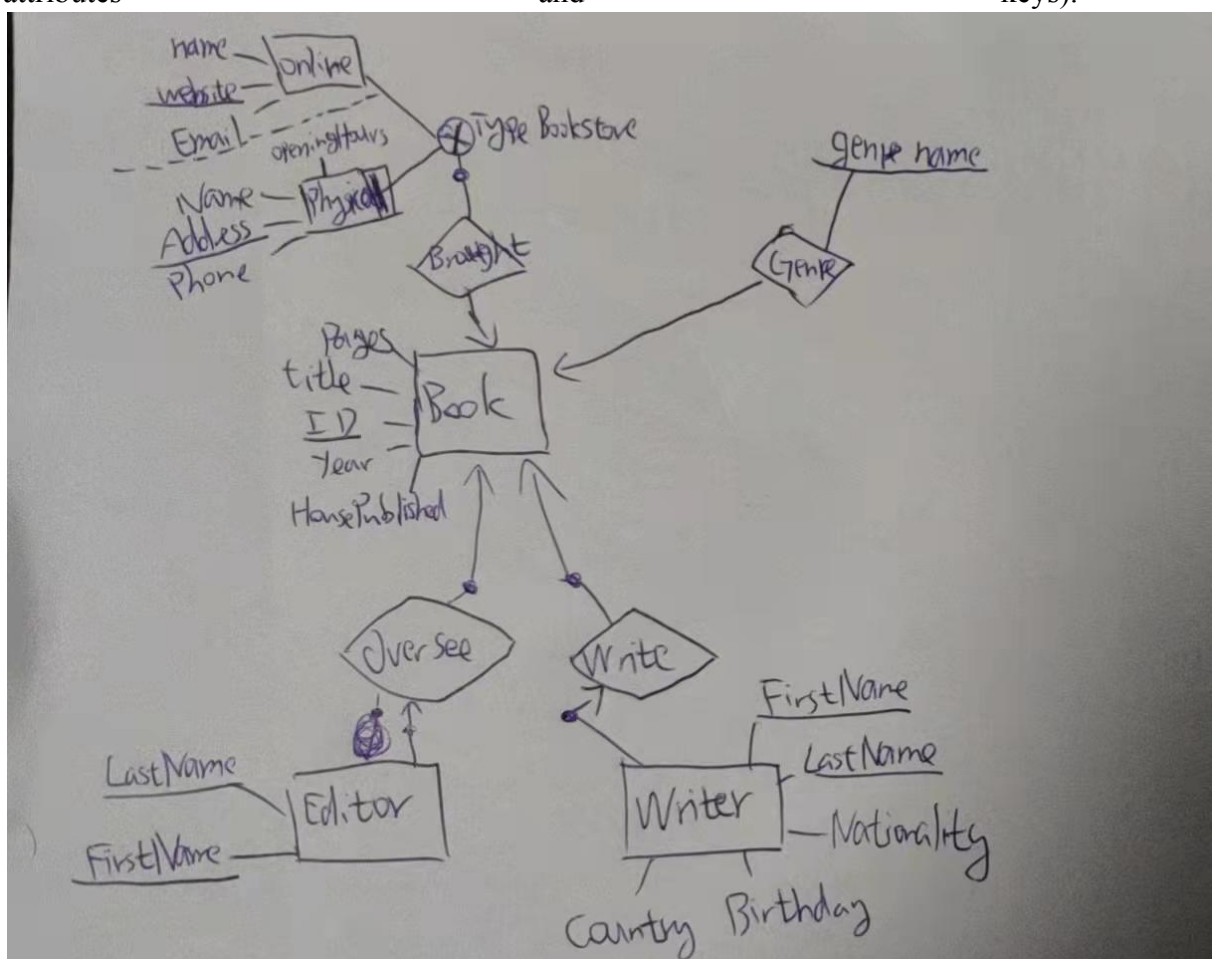 attributes and keys).
name
online
website
Email
openingHours
Type Bookstore
genre name
Name
Physical
Address
Phone
Brought
Genre
Pages
title
Book
ID
Year
HousePublished
Oversee
Write
FirstName
LastName
LastName
Editor
Writer
Nationality
FirstName
Country Birthday